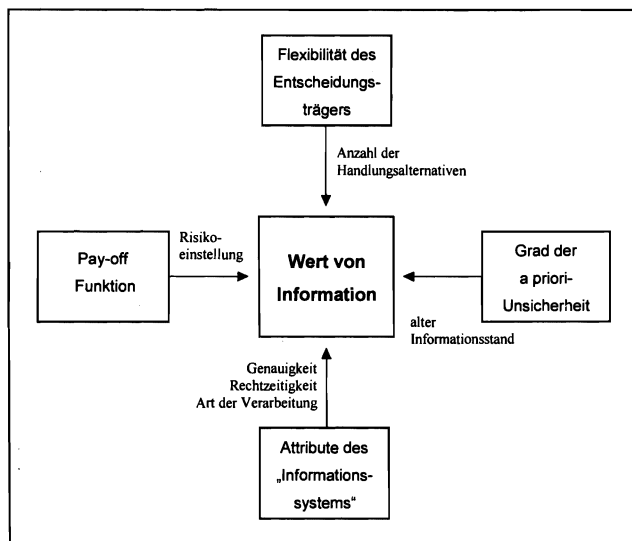 Flexibilität des
Entscheidungs-
trägers
Anzahl der
Handlungsalternativen
Pay-off
Funktion
Risiko-
einstellung
Wert von
Information
Grad der
a priori-
Unsicherheit
alter
Informationsstand
Genauigkeit
Rechtzeitigkeit
Art der Verarbeitung
Attribute des
„Informations-
systems“